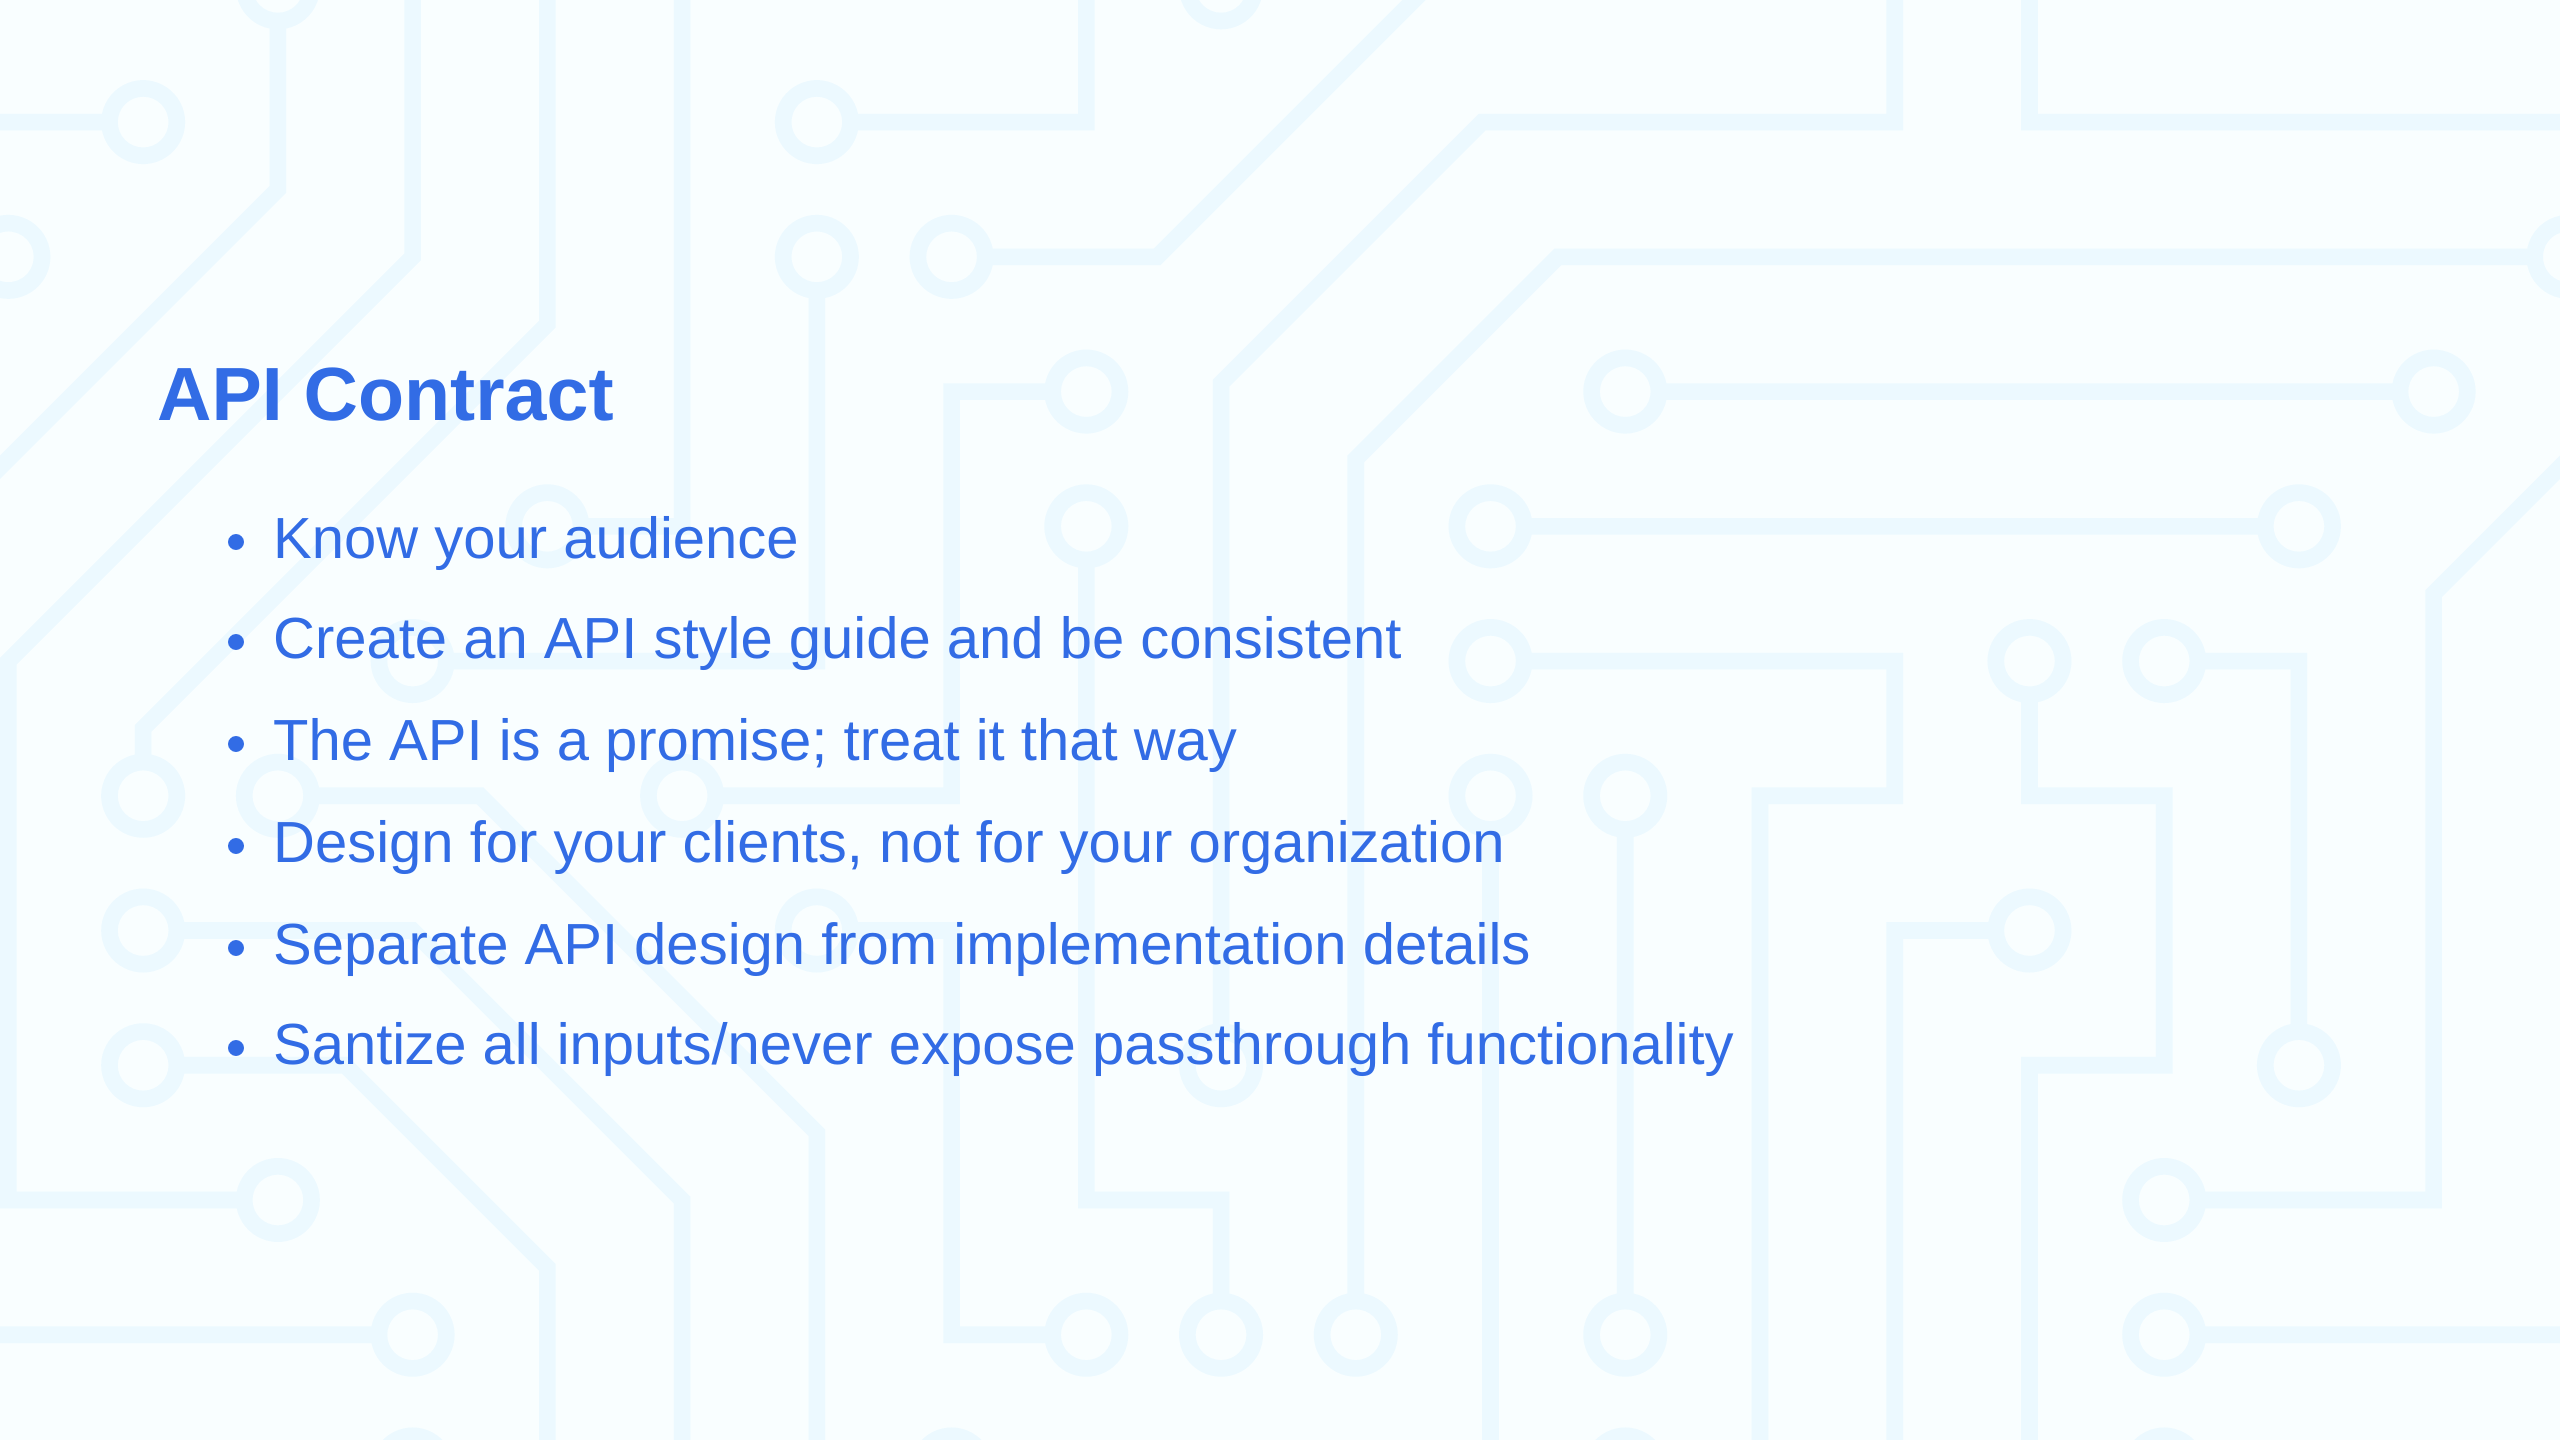 API Contract
• Know your audience
• Create an API style guide and be consistent
• The API is a promise; treat it that way
• Design for your clients, not for your organization
• Separate API design from implementation details
• Santize all inputs/never expose passthrough functionality